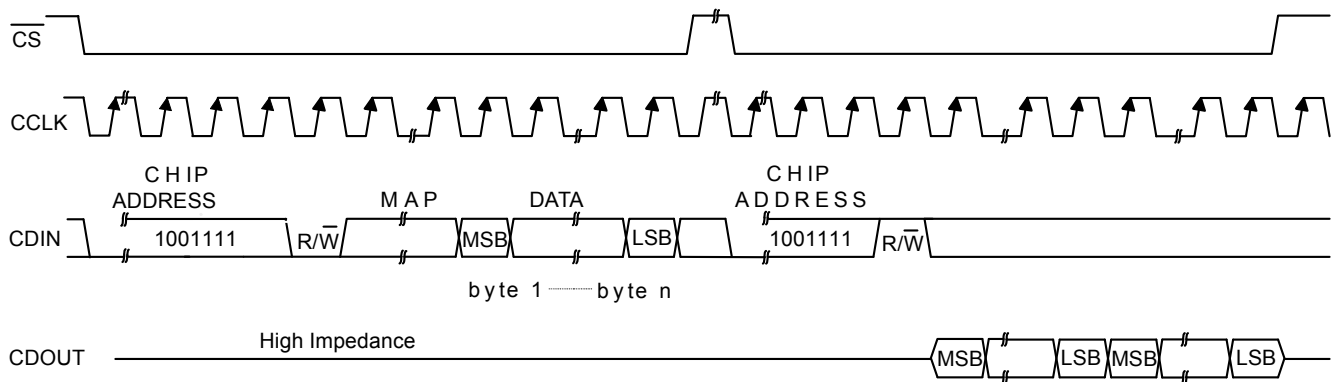 CS
CCLK
CHIP
ADDRESS
MAP
DATA
CHIP
ADDRESS
CDIN
1001111
R/W
MSB
LSB
1001111
R/W
byte 1 byte n
High Impedance
CDOUT
MSB
LSB
MSB
LSB